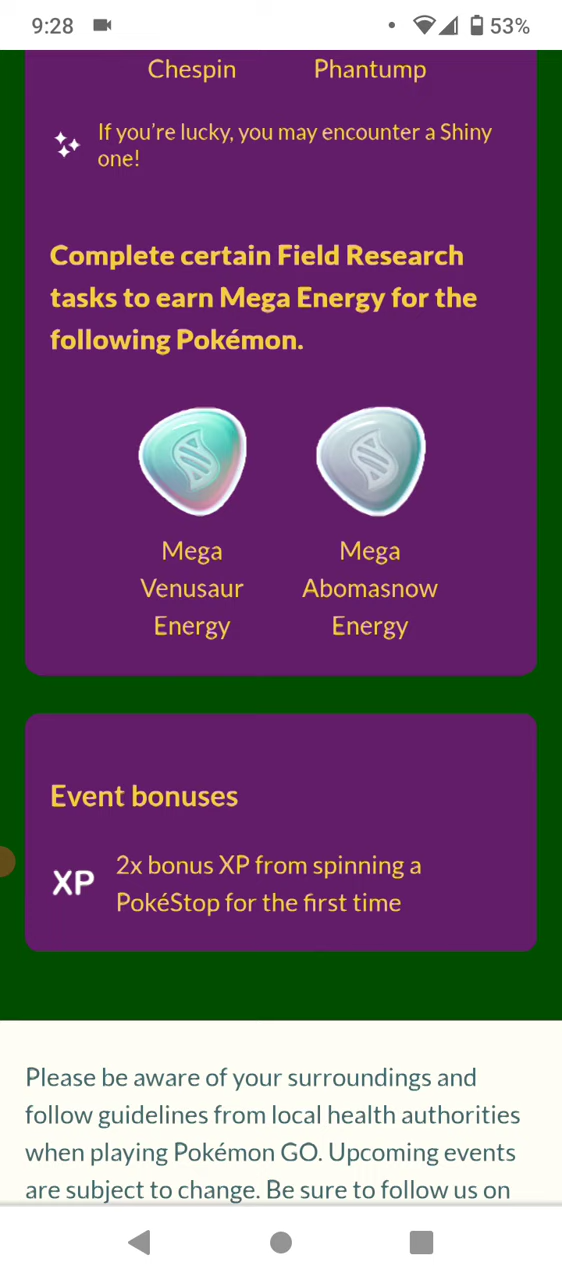 9:28
53%
Chespin
Phantump
If you’re lucky, you may encounter a Shiny
one!
Complete certain Field Research
tasks to earn Mega Energy for the
following Pokémon.
Mega
Venusaur
Energy
Mega
Abomasnow
Energy
Event bonuses
XP
2x bonus XP from spinning a
PokéStop for the first time
Please be aware of your surroundings and
follow guidelines from local health authorities
when playing Pokémon GO. Upcoming events
are subject to change. Be sure to follow us on